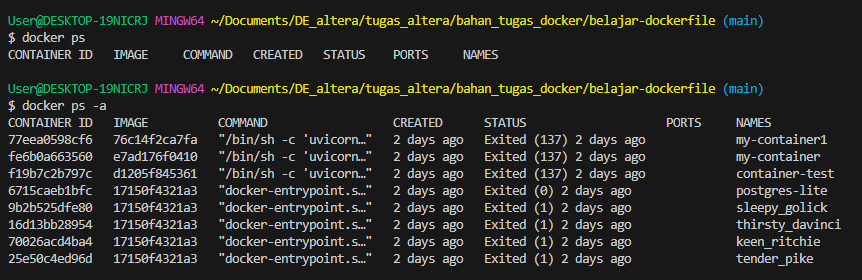 User@DESKTOP-19NICRJ MINGW64 ~/Documents/DE_altera/tugas_altera/bahan_tugas_docker/belajar-dockerfile (main)
$ docker ps
CONTAINER ID   IMAGE     COMMAND   CREATED   STATUS    PORTS     NAMES
User@DESKTOP-19NICRJ MINGW64 ~/Documents/DE_altera/tugas_altera/bahan_tugas_docker/belajar-dockerfile (main)
$ docker ps -a
CONTAINER ID   IMAGE          COMMAND                  CREATED      STATUS                    PORTS     NAMES
77eea0598cf6   76c14f2ca7fa   "/bin/sh -c 'uvicorn…"   2 days ago   Exited (137) 2 days ago             my-container1
fe6b0a663560   e7ad176f0410   "/bin/sh -c 'uvicorn…"   2 days ago   Exited (137) 2 days ago             my-container
f19b7c2b797c   d1205f845361   "/bin/sh -c 'uvicorn…"   2 days ago   Exited (137) 2 days ago             container-test
6715caeb1bfc   17150f4321a3   "docker-entrypoint.s…"   2 days ago   Exited (0) 2 days ago               postgres-lite
9b2b525dfe80   17150f4321a3   "docker-entrypoint.s…"   2 days ago   Exited (1) 2 days ago               sleepy_golick
16d13bb28954   17150f4321a3   "docker-entrypoint.s…"   2 days ago   Exited (1) 2 days ago               thirsty_davinci
70026acd4ba4   17150f4321a3   "docker-entrypoint.s…"   2 days ago   Exited (1) 2 days ago               keen_ritchie
25e50c4ed96d   17150f4321a3   "docker-entrypoint.s…"   2 days ago   Exited (1) 2 days ago               tender_pike